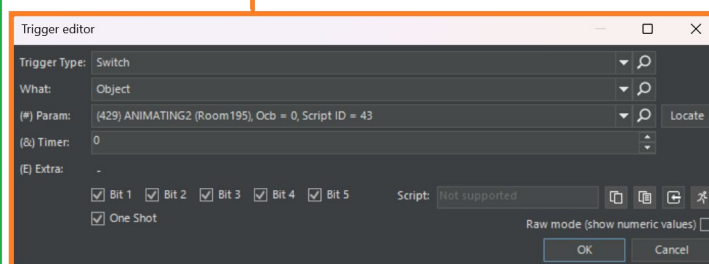 Trigger editor
Trigger Type: Switch
What: Object
(#) Param: (429) ANIMATING2 (Room195), Ocb = 0, Script ID = 43 Locate
(&) Timer: 0
(E) Extra: -
Bit 1 Bit 2 Bit 3 Bit 4 Bit 5 Script: Not supported
One Shot
Raw mode (show numeric values)
OK Cancel